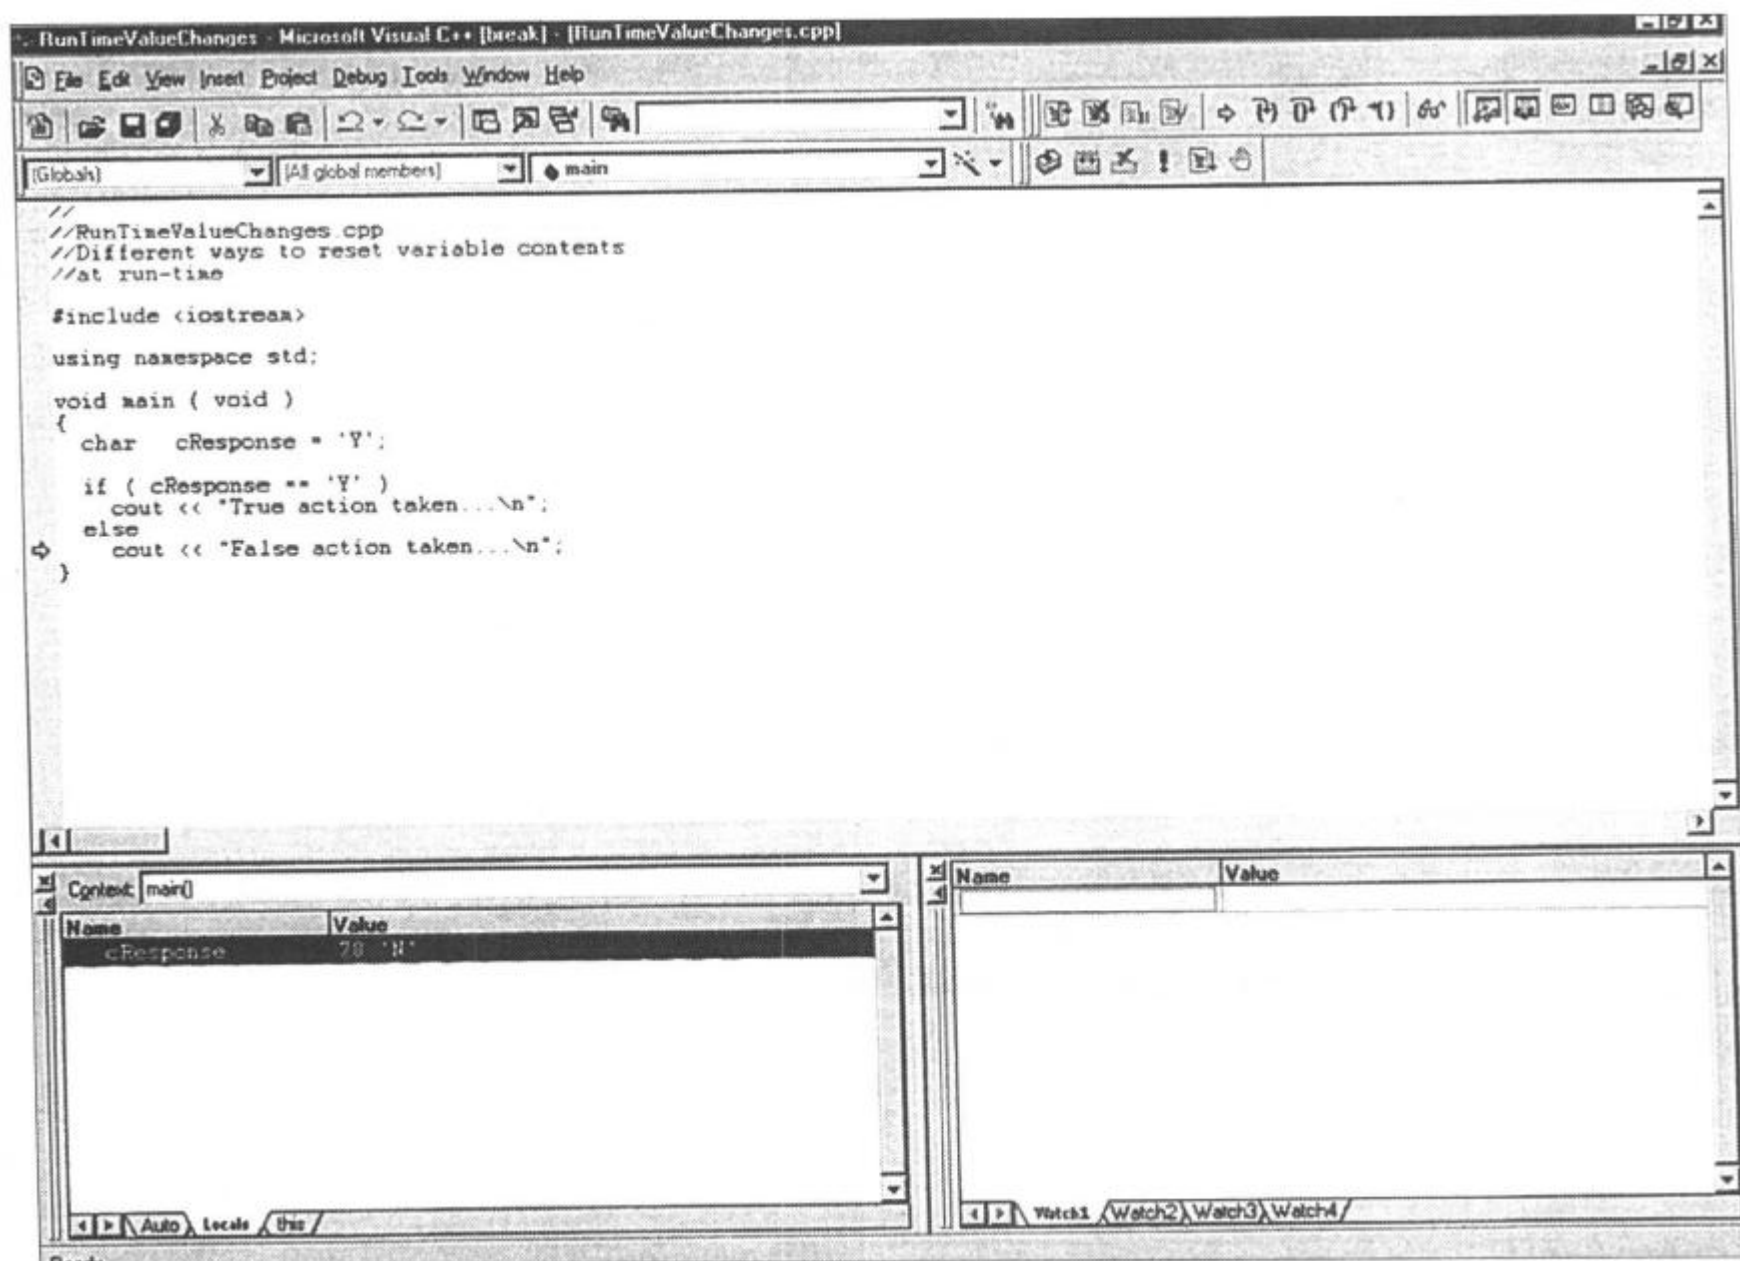 RunTimeValueChanges - Microsoft Visual C++ [break] - [RunTimeValueChanges.cpp]
File Edit View Insert Project Debug Tools Window Help
(Globals) [All global members] main
//
//RunTimeValueChanges.cpp
//Different ways to reset variable contents
//at run-time
#include <iostream>
using namespace std;
void main ( void )
{
char cResponse = 'Y';
if ( cResponse == 'Y' )
cout << "True action taken...\n";
else
cout << "False action taken...\n";
}
Context: main()
Name Value
cResponse 78 'N'
Auto Locals this
Name Value
Watch1 Watch2 Watch3 Watch4